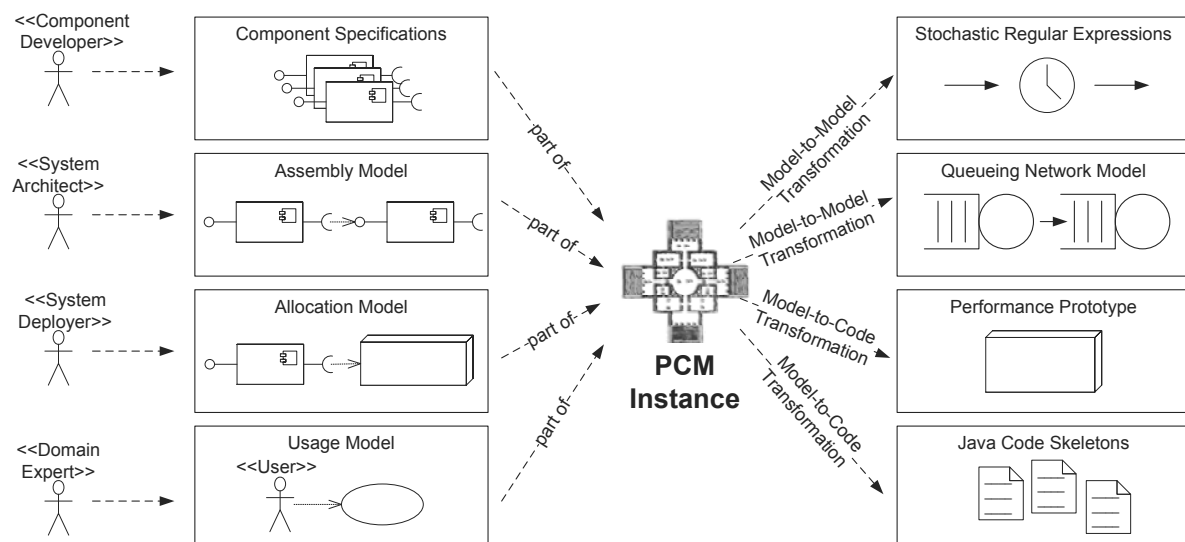 <<Component
Developer>>
Component Specifications
<<System
Architect>>
Assembly Model
<<System
Deployer>>
Allocation Model
<<Domain
Expert>>
Usage Model
<<User>>
part of
part of
part of
part of
PCM
Instance
Model-to-Model
Transformation
Model-to-Model
Transformation
Model-to-Code
Transformation
Model-to-Code
Transformation
Stochastic Regular Expressions
Queueing Network Model
Performance Prototype
Java Code Skeletons